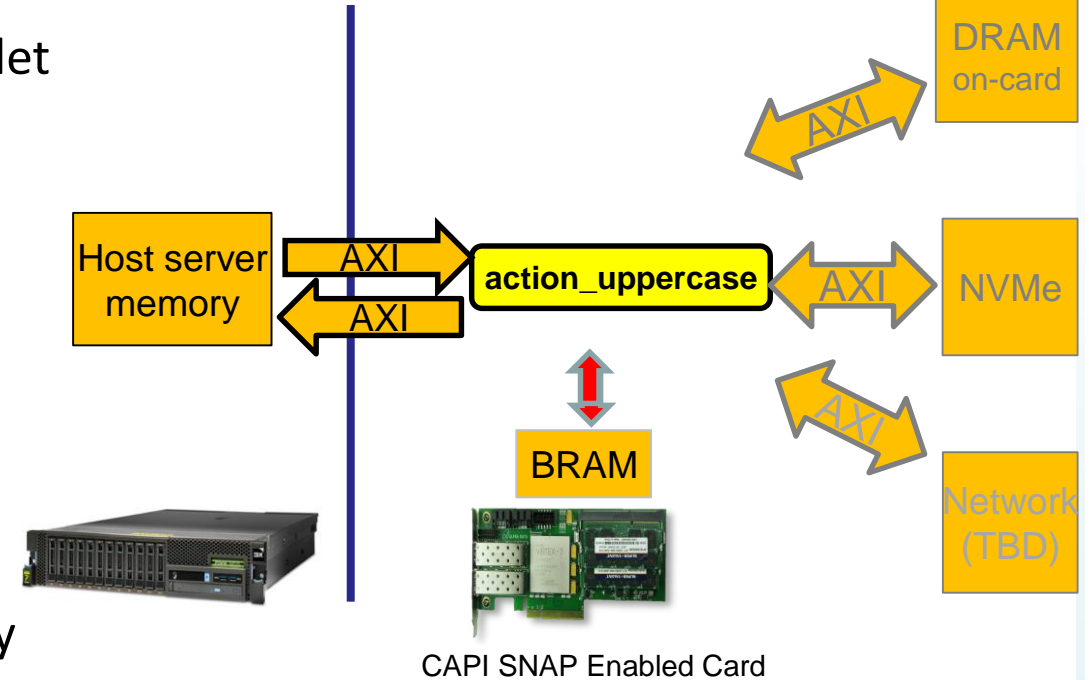 let
DRAM
on-card
AXI
Host server
memory
AXI
AXI
action_uppercase
AXI
NVMe
AXI
BRAM
Network
(TBD)
y
CAPI SNAP Enabled Card